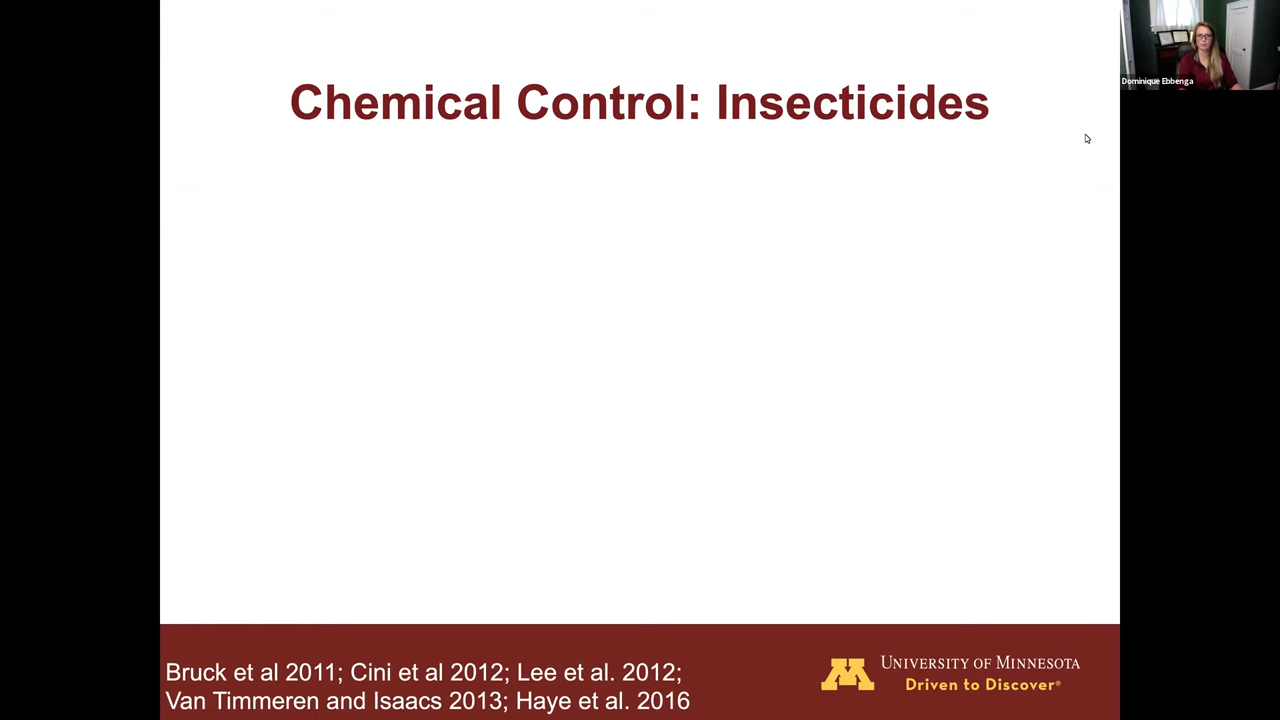 Chemical Control: Insecticides
Dominique Ebbenga
Bruck et al 2011; Cini et al 2012; Lee et al. 2012;
Van Timmeren and Isaacs 2013; Haye et al. 2016
UNIVERSITY OF MINNESOTA
Driven to Discover®